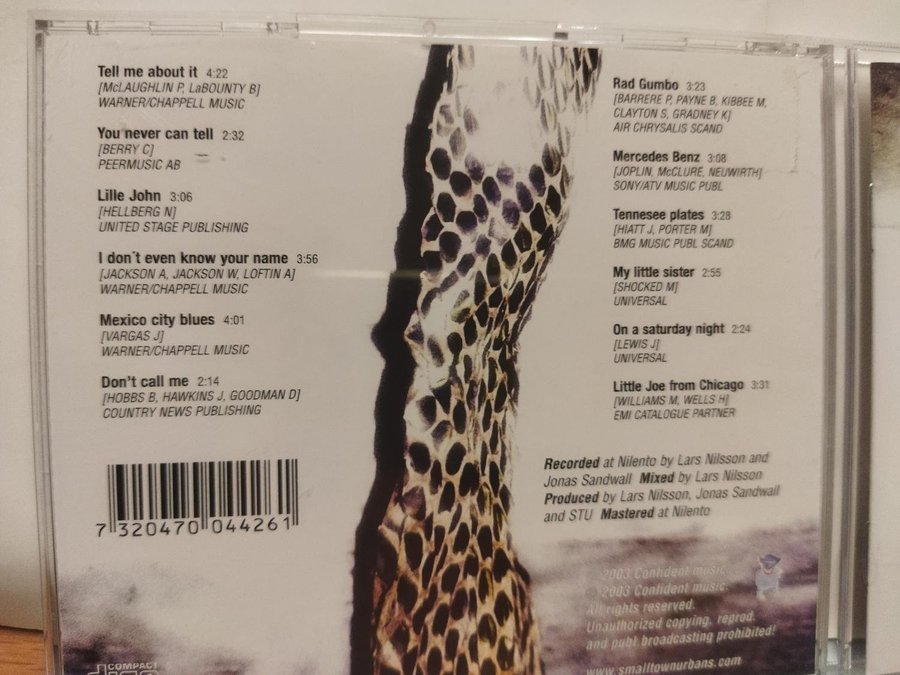 Tell me about it 4:22
[McLAUGHLIN P, LaBOUNTY B]
WARNER/CHAPPELL MUSIC
You never can tell 2:32
[BERRY C]
PEERMUSIC AB
Lille John 3:06
[HELLBERG N]
UNITED STAGE PUBLISHING
I don´t even know your name 3:56
[JACKSON A, JACKSON W, LOFTIN A]
WARNER/CHAPPELL MUSIC
Mexico city blues 4:01
[VARGAS J]
WARNER/CHAPPELL MUSIC
Don't call me 2:14
[HOBBS B, HAWKINS J, GOODMAN D]
COUNTRY NEWS PUBLISHING
7 320470 044261
COMPACT
disc
Rad Gumbo 3:23
[BARRERE P, PAYNE B, KIBBEE M,
CLAYTON S, GRADNEY K]
AIR CHRYSALIS SCAND
Mercedes Benz 3:08
[JOPLIN, McCLURE, NEUWIRTH]
SONY/ATV MUSIC PUBL
Tennesee plates 3:28
[HIATT J, PORTER M]
BMG MUSIC PUBL SCAND
My little sister 2:55
[SHOCKED M]
UNIVERSAL
On a saturday night 2:24
[LEWIS J]
UNIVERSAL
Little Joe from Chicago 3:31
[WILLIAMS M, WELLS H]
EMI CATALOGUE PARTNER
Recorded at Nilento by Lars Nilsson and
Jonas Sandwall Mixed by Lars Nilsson
Produced by Lars Nilsson, Jonas Sandwall
and STU Mastered at Nilento
2003 Confident music.
2003 Confident music.
All rights reserved.
Unauthorized copying, reprod.
and publ broadcasting prohibited!
www.smalltownurbans.com